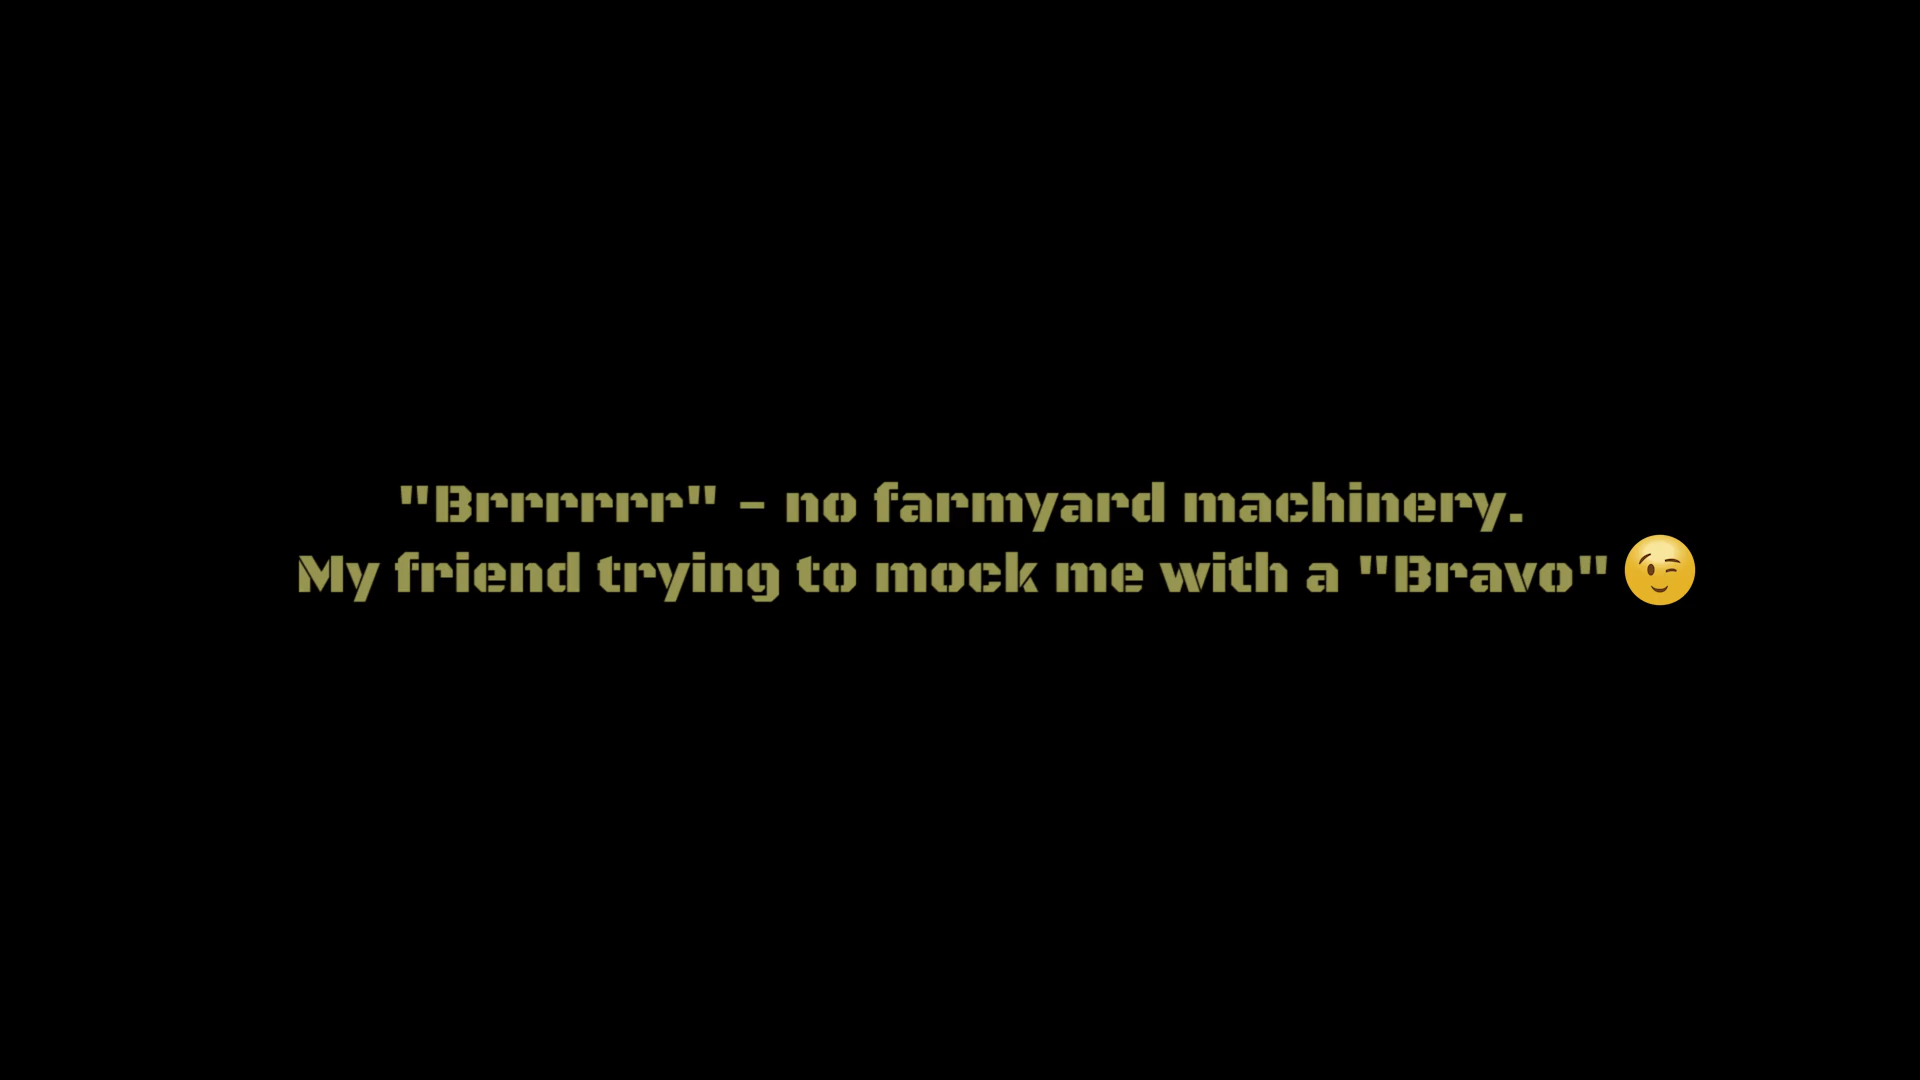 "Brrrrrr" - no farmyard machinery.
My friend trying to mock me with a "Bravo" 😉